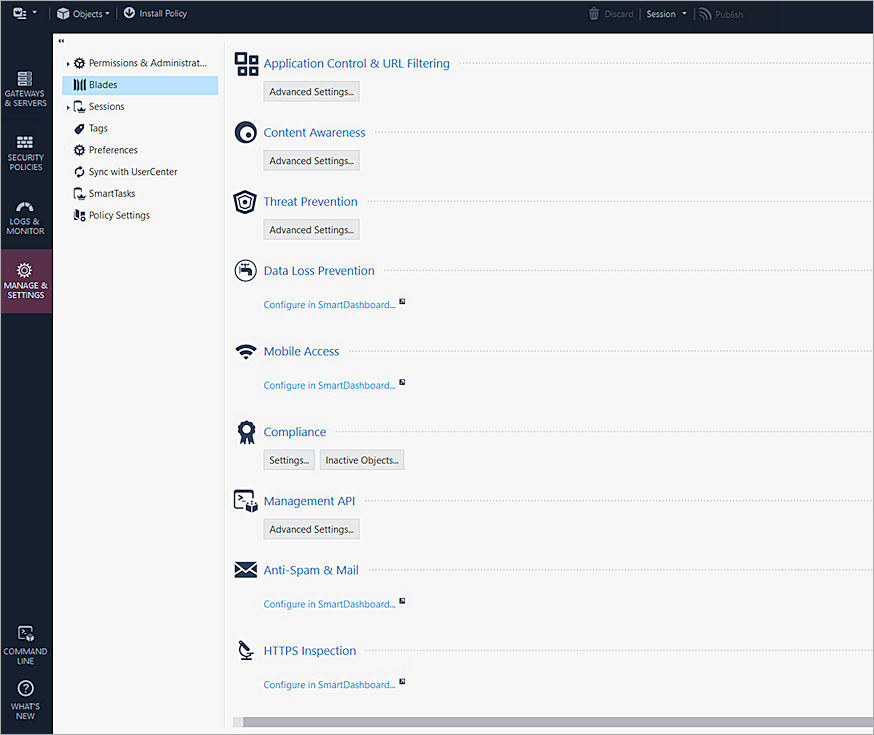 Objects
Install Policy
Discard
Session
Publish
GATEWAYS
& SERVERS
SECURITY
POLICIES
LOGS &
MONITOR
MANAGE &
SETTINGS
COMMAND
LINE
WHAT'S
NEW
Permissions & Administrat...
Blades
Sessions
Tags
Preferences
Sync with UserCenter
SmartTasks
Policy Settings
Application Control & URL Filtering
Advanced Settings...
Content Awareness
Advanced Settings...
Threat Prevention
Advanced Settings...
Data Loss Prevention
Configure in SmartDashboard...
Mobile Access
Configure in SmartDashboard...
Compliance
Settings... Inactive Objects...
Management API
Advanced Settings...
Anti-Spam & Mail
Configure in SmartDashboard...
HTTPS Inspection
Configure in SmartDashboard...